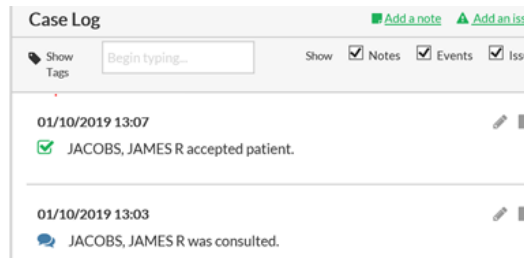 Case Log
Add a note
Add an iss
Show
Tags
Begin typing...
Show
Notes
Events
Iss
01/10/2019 13:07
JACOBS, JAMES R accepted patient.
01/10/2019 13:03
JACOBS, JAMES R was consulted.